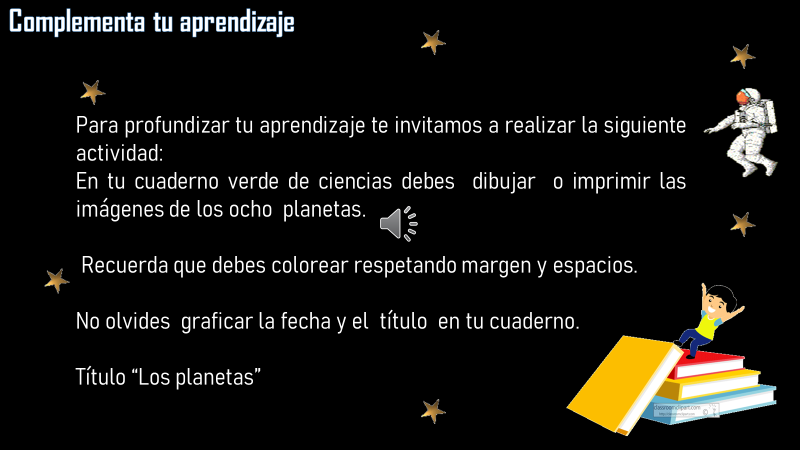 Complementa tu aprendizaje
Para profundizar tu aprendizaje te invitamos a realizar la siguiente
actividad:
En tu cuaderno verde de ciencias debes dibujar o imprimir las
imágenes de los ocho planetas.
Recuerda que debes colorear respetando margen y espacios.
No olvides graficar la fecha y el título en tu cuaderno.
Título “Los planetas”